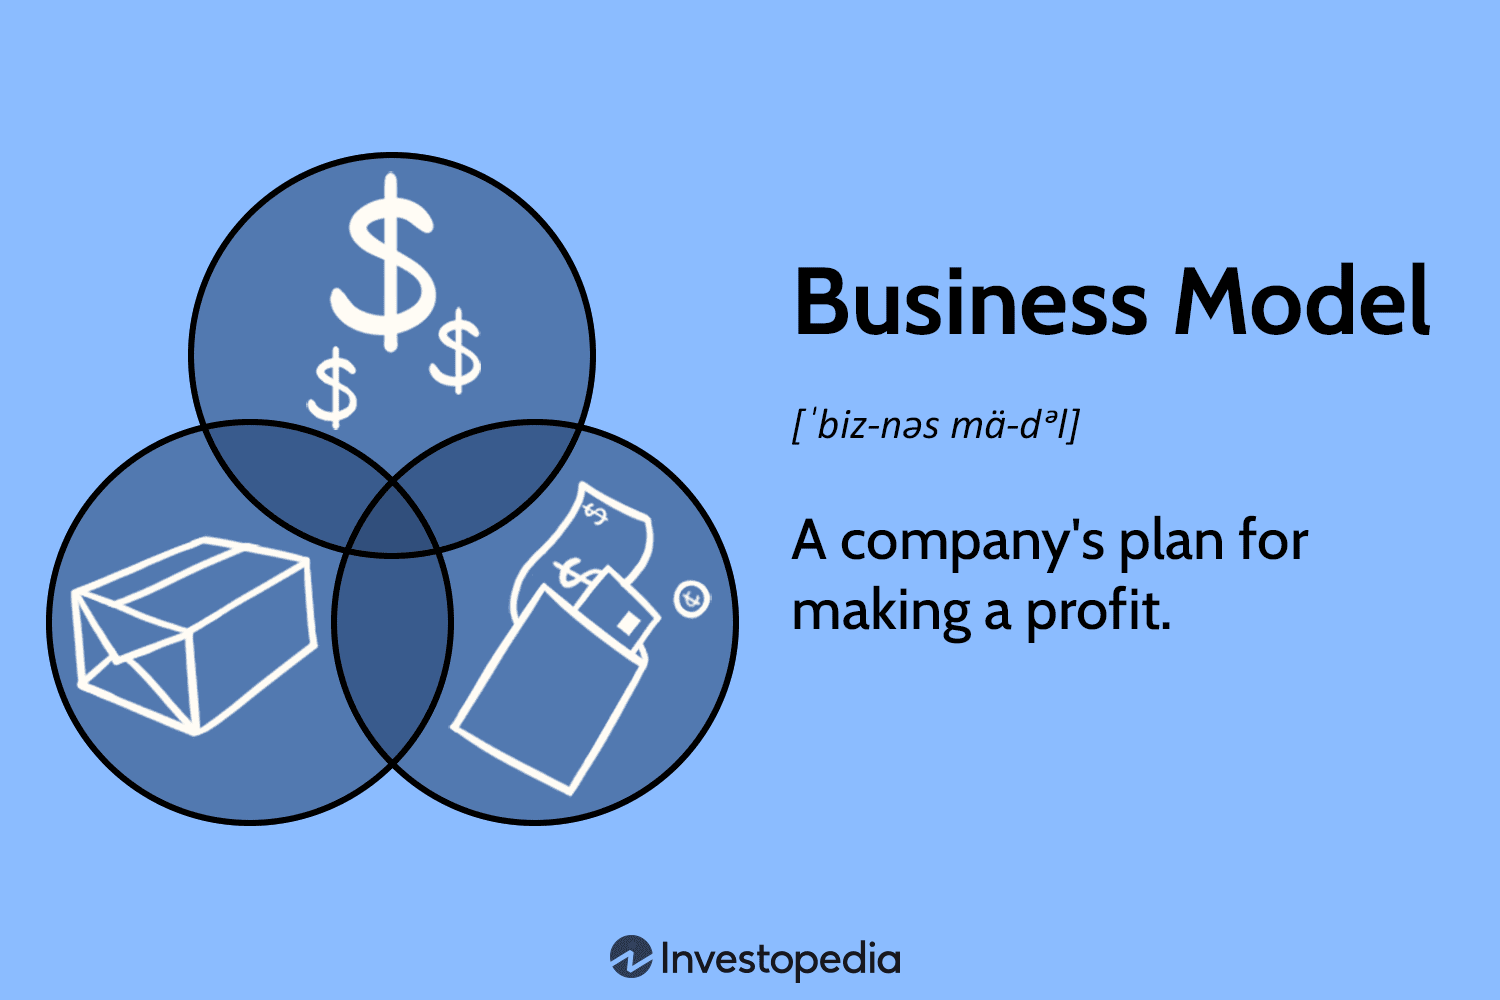 $
$
$
$
$
Business Model
[ˈbiz-nəs mä-dᵊl]
A company's plan for
making a profit.
Investopedia